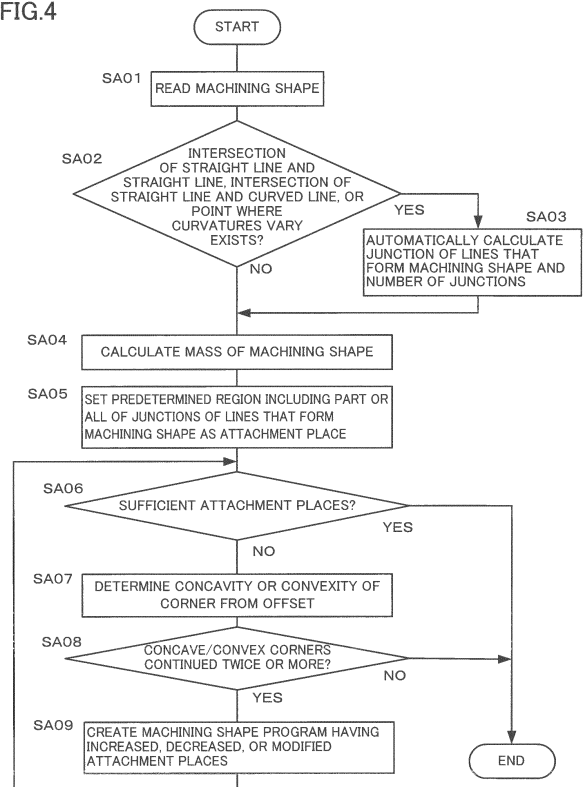 FIG.4
START
SA01
READ MACHINING SHAPE
SA02
INTERSECTION
OF STRAIGHT LINE AND
STRAIGHT LINE, INTERSECTION OF
STRAIGHT LINE AND CURVED LINE, OR
POINT WHERE
CURVATURES VARY
EXISTS?
YES
NO
SA03
AUTOMATICALLY CALCULATE
JUNCTION OF LINES THAT
FORM MACHINING SHAPE AND
NUMBER OF JUNCTIONS
SA04
CALCULATE MASS OF MACHINING SHAPE
SA05
SET PREDETERMINED REGION INCLUDING PART OR
ALL OF JUNCTIONS OF LINES THAT FORM
MACHINING SHAPE AS ATTACHMENT PLACE
SA06
SUFFICIENT ATTACHMENT PLACES?
YES
NO
SA07
DETERMINE CONCAVITY OR CONVEXITY OF
CORNER FROM OFFSET
SA08
CONCAVE/CONVEX CORNERS
CONTINUED TWICE OR MORE?
NO
YES
SA09
CREATE MACHINING SHAPE PROGRAM HAVING
INCREASED, DECREASED, OR MODIFIED
ATTACHMENT PLACES
END